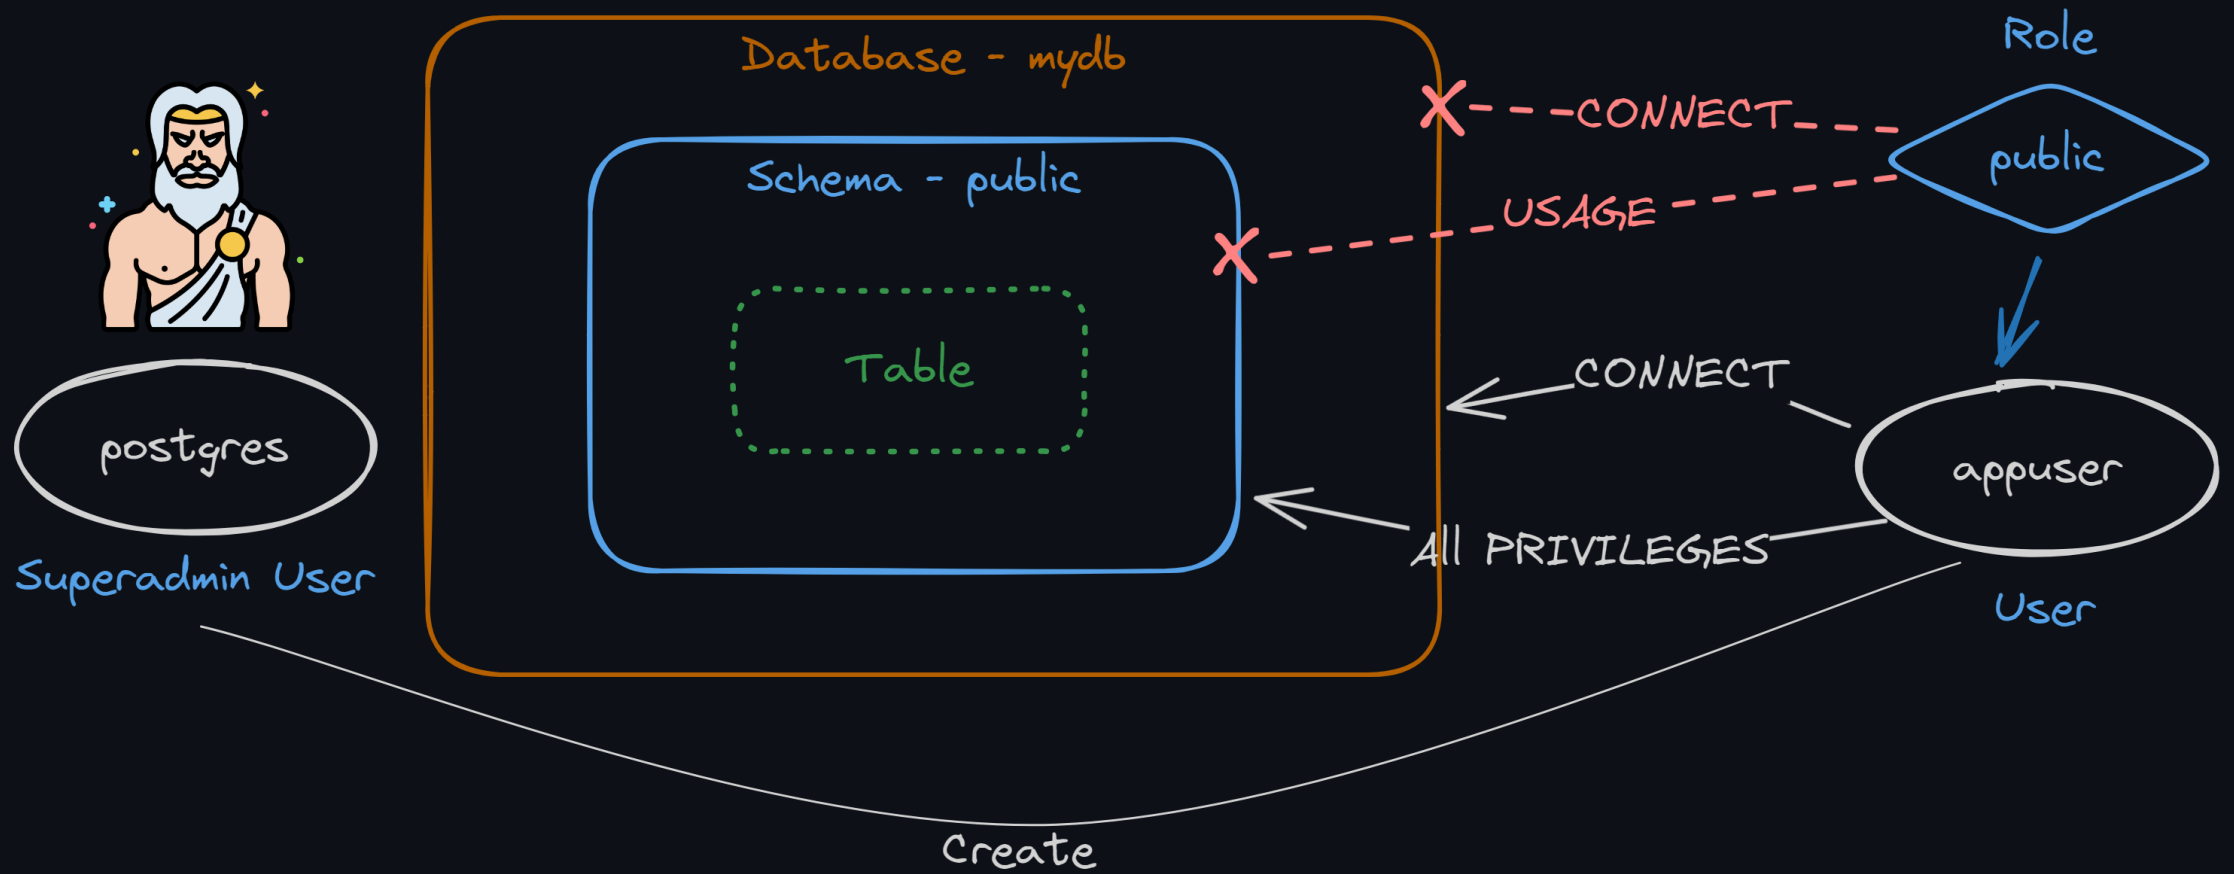 Role
Database - mydb
CONNECT
public
Schema - public
USAGE
Table
CONNECT
postgres
appuser
All PRIVILEGES
Superadmin User
User
Create